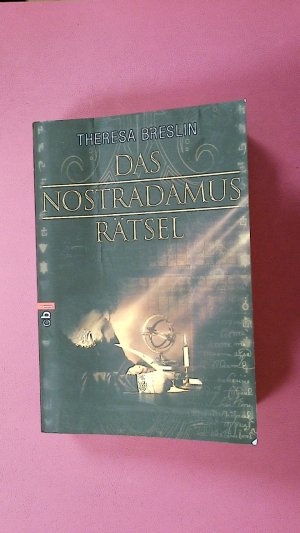 THERESA BRESLIN
DAS
NOSTRADAMUS
RÄTSEL
cbj